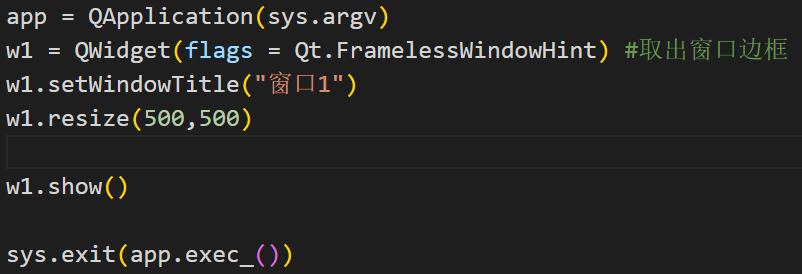 app = QApplication(sys.argv)
w1 = QWidget(flags = Qt.FramelessWindowHint) #取出窗口边框
w1.setWindowTitle("窗口1")
w1.resize(500,500)
w1.show()
sys.exit(app.exec_())